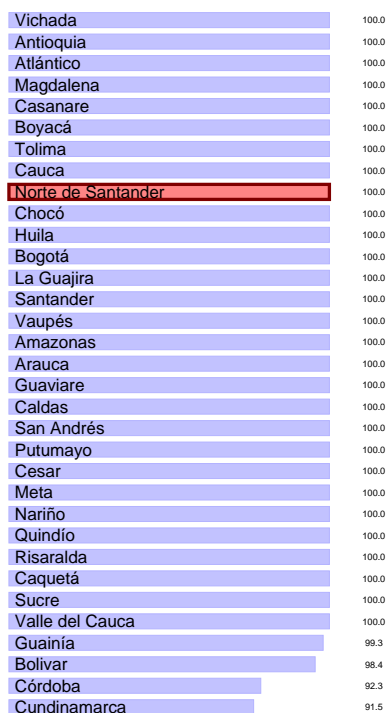 Vichada 100.0
Antioquia 100.0
Atlántico 100.0
Magdalena 100.0
Casanare 100.0
Boyacá 100.0
Tolima 100.0
Cauca 100.0
Norte de Santander 100.0
Chocó 100.0
Huila 100.0
Bogotá 100.0
La Guajira 100.0
Santander 100.0
Vaupés 100.0
Amazonas 100.0
Arauca 100.0
Guaviare 100.0
Caldas 100.0
San Andrés 100.0
Putumayo 100.0
Cesar 100.0
Meta 100.0
Nariño 100.0
Quindío 100.0
Risaralda 100.0
Caquetá 100.0
Sucre 100.0
Valle del Cauca 100.0
Guainía 99.3
Bolivar 98.4
Córdoba 92.3
Cundinamarca 91.5